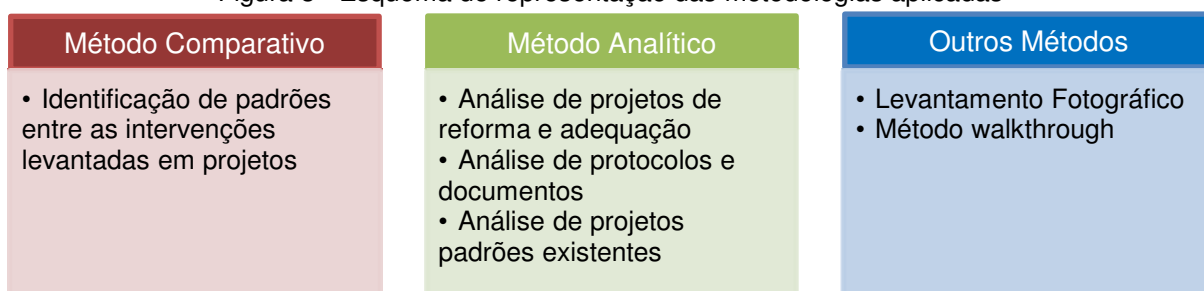 Método Comparativo
• Identificação de padrões
entre as intervenções
levantadas em projetos
Método Analítico
• Análise de projetos de
reforma e adequação
• Análise de protocolos e
documentos
• Análise de projetos
padrões existentes
Outros Métodos
• Levantamento Fotográfico
• Método walkthrough